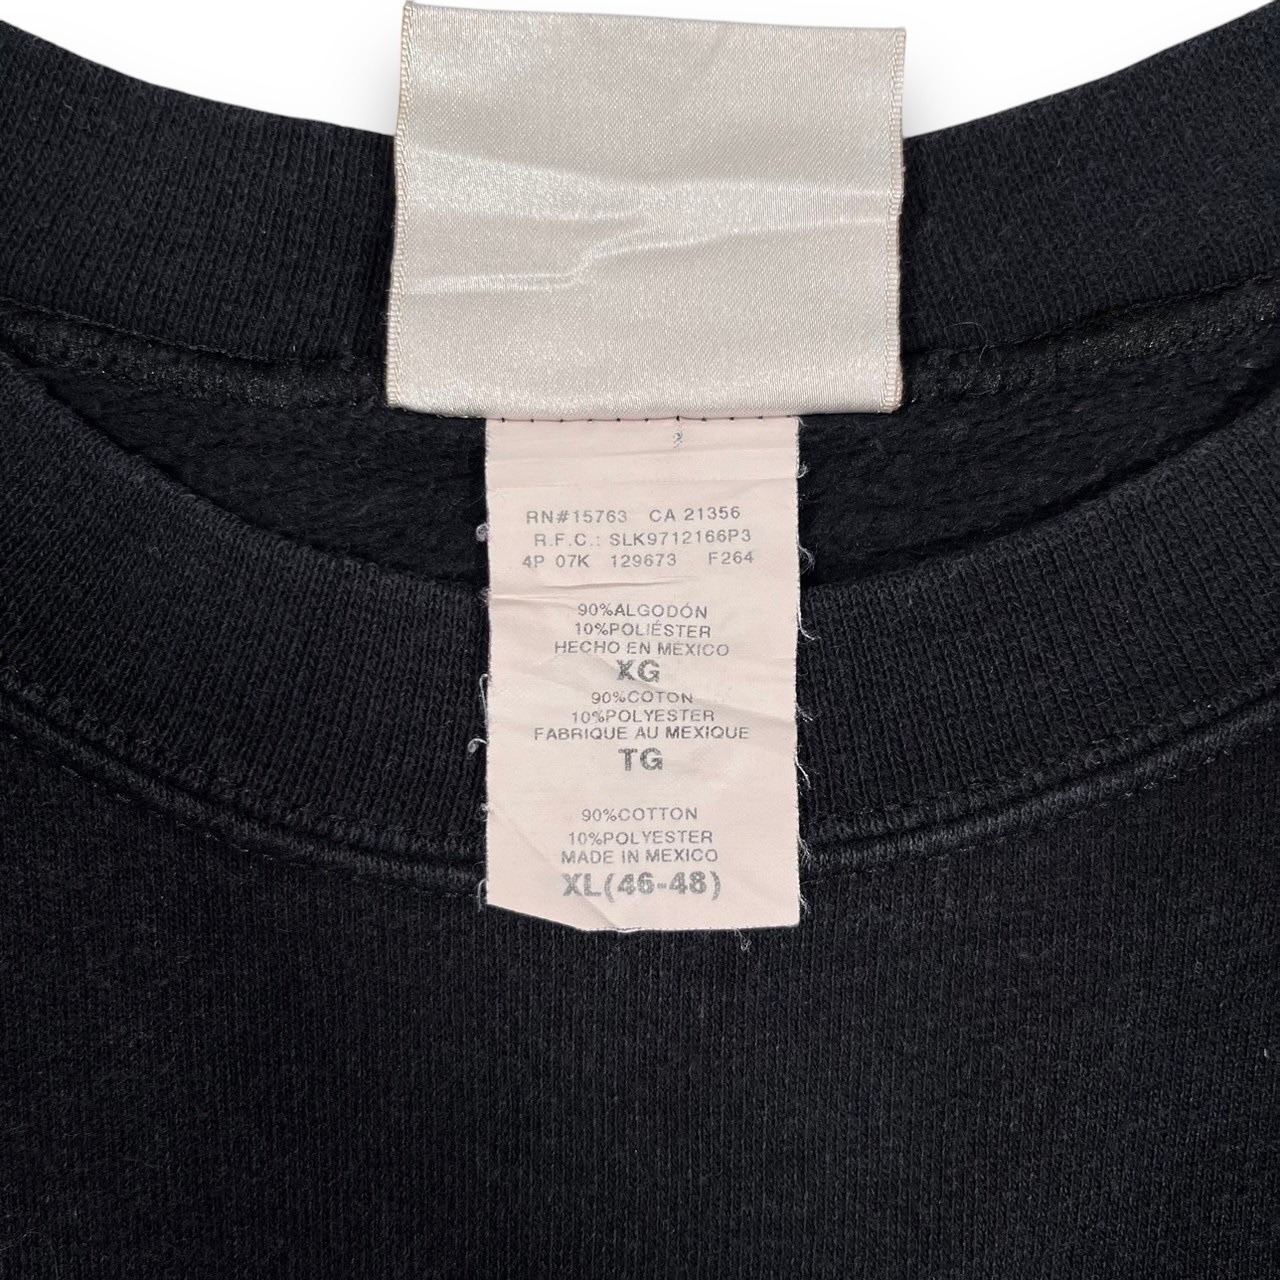 RN#15763 CA 21356
R.F.C.: SLK9712166P3
4P 07K 129673 F264
90%ALGODÓN
10%POLIÉSTER
HECHO EN MÉXICO
XG
90%COTON
10%POLYESTER
FABRIQUE AU MEXIQUE
TG
90%COTTON
10%POLYESTER
MADE IN MEXICO
XL(46-48)